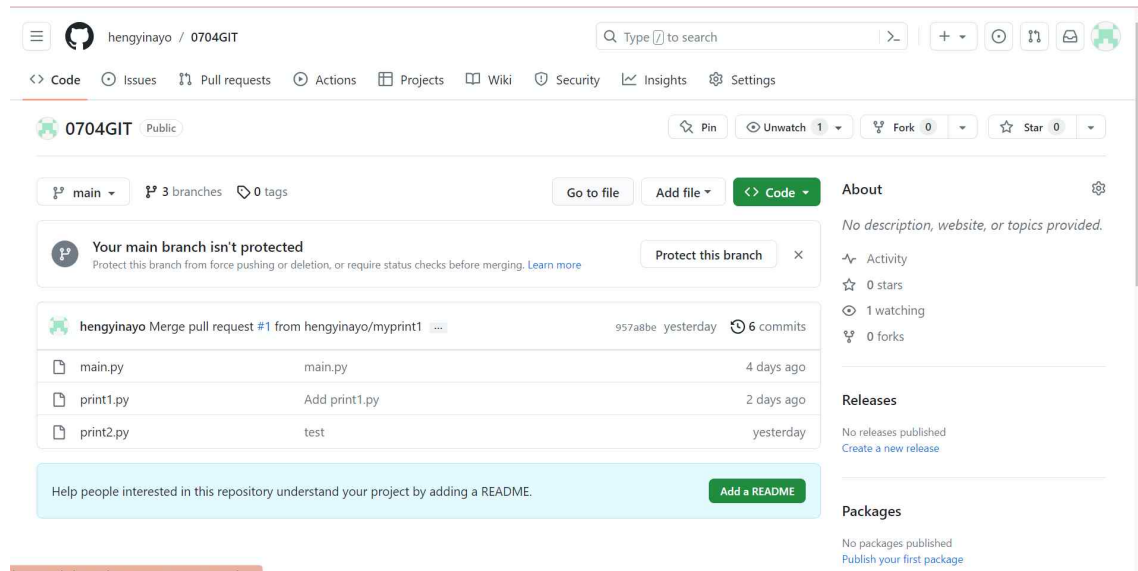 hengyinayo / 0704GIT
Type / to search
Code Issues Pull requests Actions Projects Wiki Security Insights Settings
0704GIT Public
Pin Unwatch 1 Fork 0 Star 0
main 3 branches 0 tags
Go to file Add file Code
Your main branch isn't protected
Protect this branch from force pushing or deletion, or require status checks before merging. Learn more
Protect this branch
hengyinayo Merge pull request #1 from hengyinayo/myprint1 ... 957a8be yesterday 6 commits
main.py main.py 4 days ago
print1.py Add print1.py 2 days ago
print2.py test yesterday
Help people interested in this repository understand your project by adding a README. Add a README
About
No description, website, or topics provided.
Activity
0 stars
1 watching
0 forks
Releases
No releases published
Create a new release
Packages
No packages published
Publish your first package